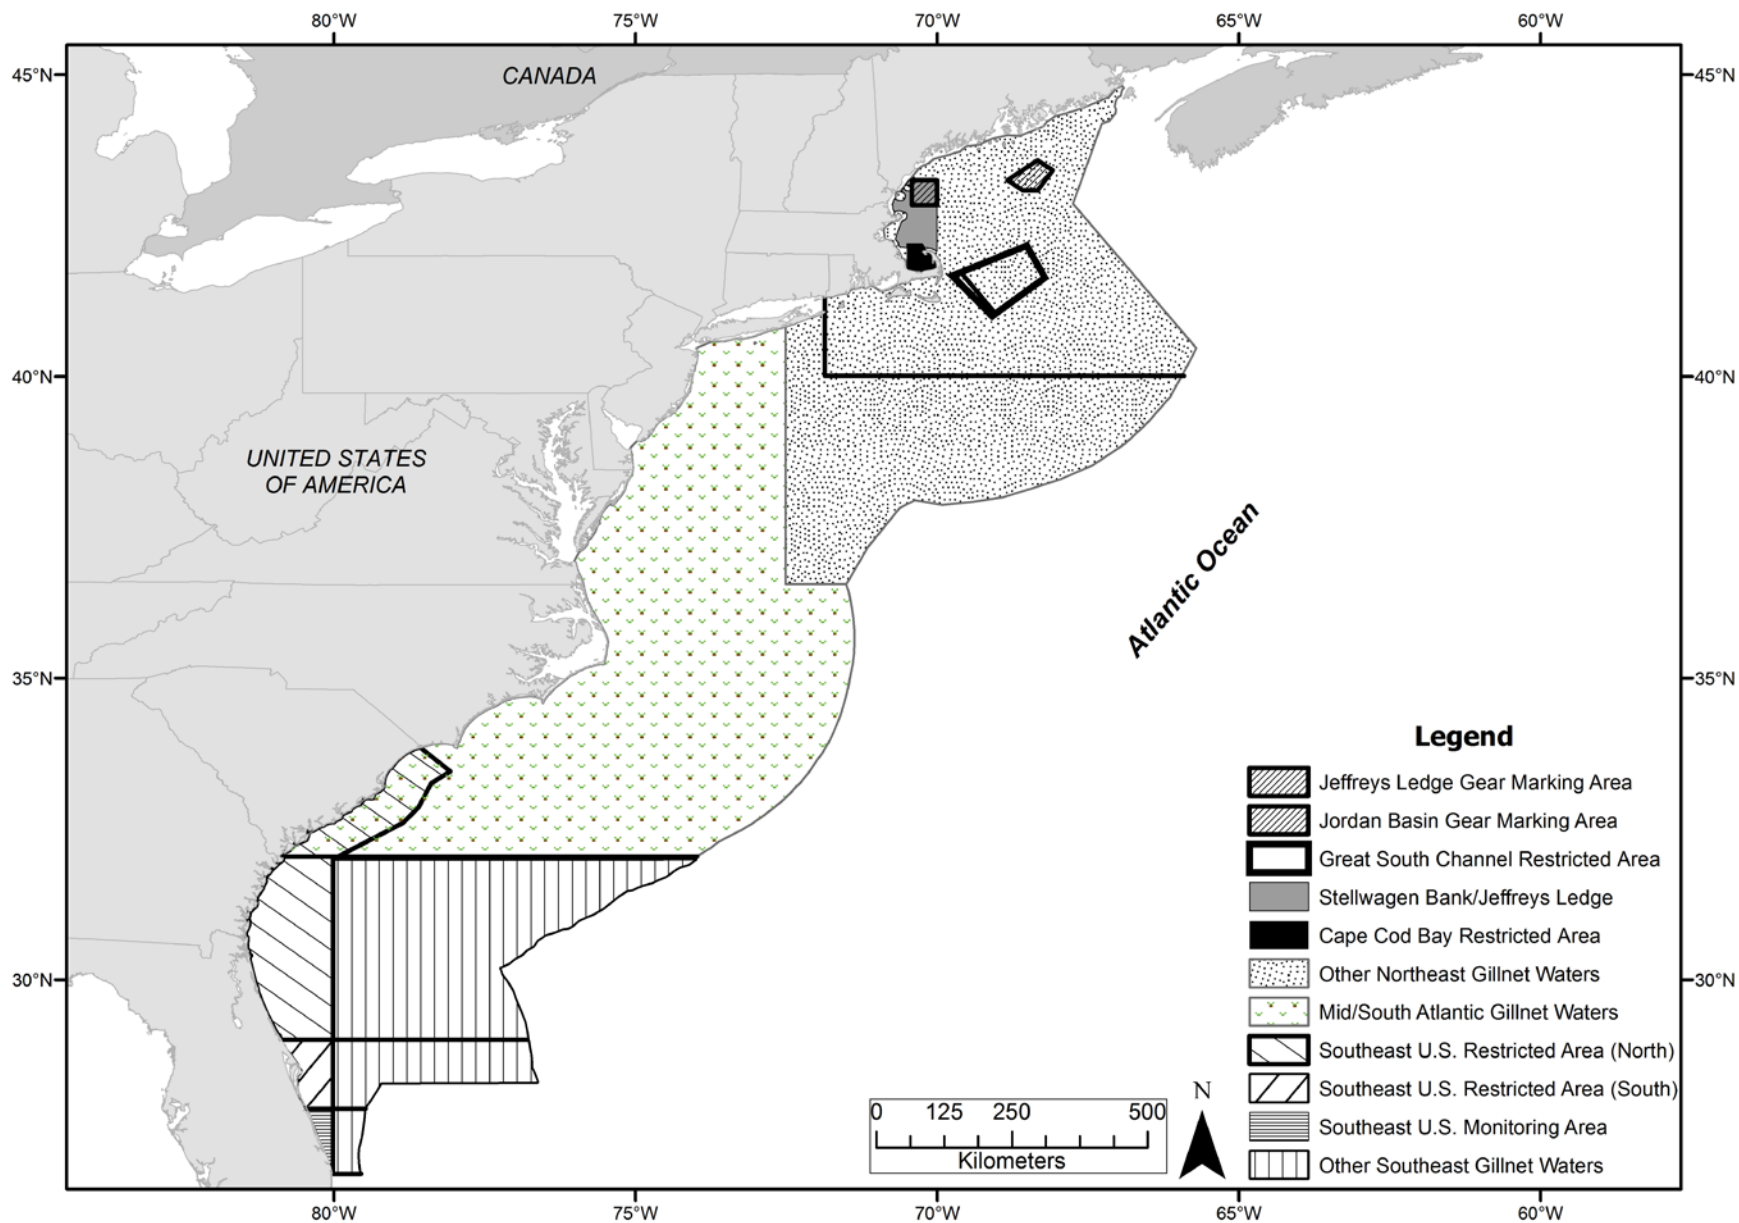 80°W 75°W 70°W 65°W 60°W
45°N 45°N
CANADA
40°N 40°N
UNITED STATES
OF AMERICA
Atlantic Ocean
35°N 35°N
30°N 30°N
Legend
Jeffreys Ledge Gear Marking Area
Jordan Basin Gear Marking Area
Great South Channel Restricted Area
Stellwagen Bank/Jeffreys Ledge
Cape Cod Bay Restricted Area
Other Northeast Gillnet Waters
Mid/South Atlantic Gillnet Waters
Southeast U.S. Restricted Area (North)
Southeast U.S. Restricted Area (South)
Southeast U.S. Monitoring Area
Other Southeast Gillnet Waters
N
0 125 250 500
Kilometers
80°W 75°W 70°W 65°W 60°W